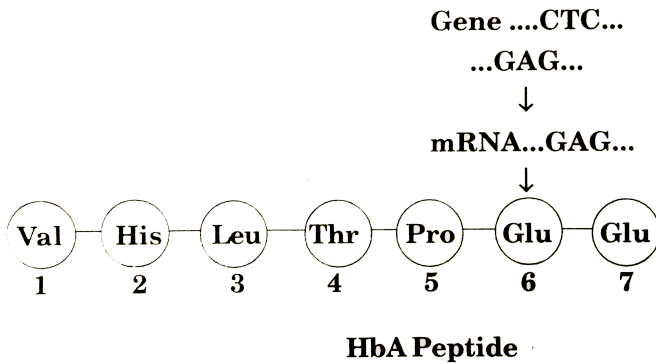 Gene ....CTC...
...GAG...
↓
mRNA...GAG...
↓
Val His Leu Thr Pro Glu Glu
1 2 3 4 5 6 7
HbA Peptide